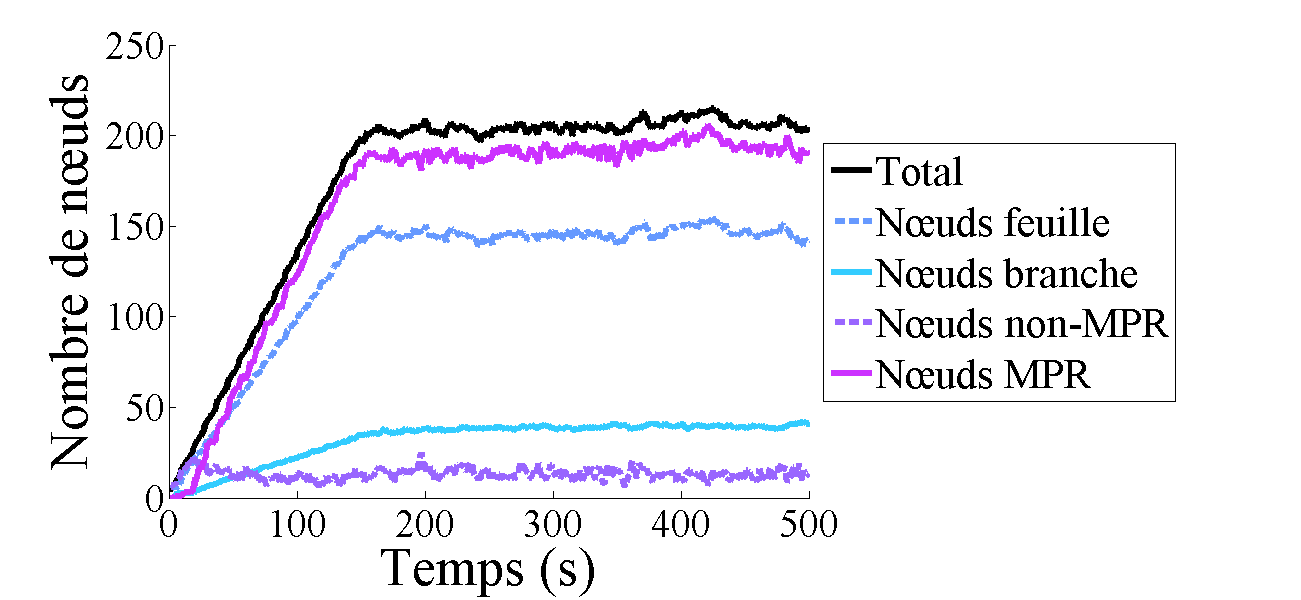 250
200
150
100
50
0
Nombre de nœuds
0 100 200 300 400 500
Temps (s)
Total
Nœuds feuille
Nœuds branche
Nœuds non-MPR
Nœuds MPR